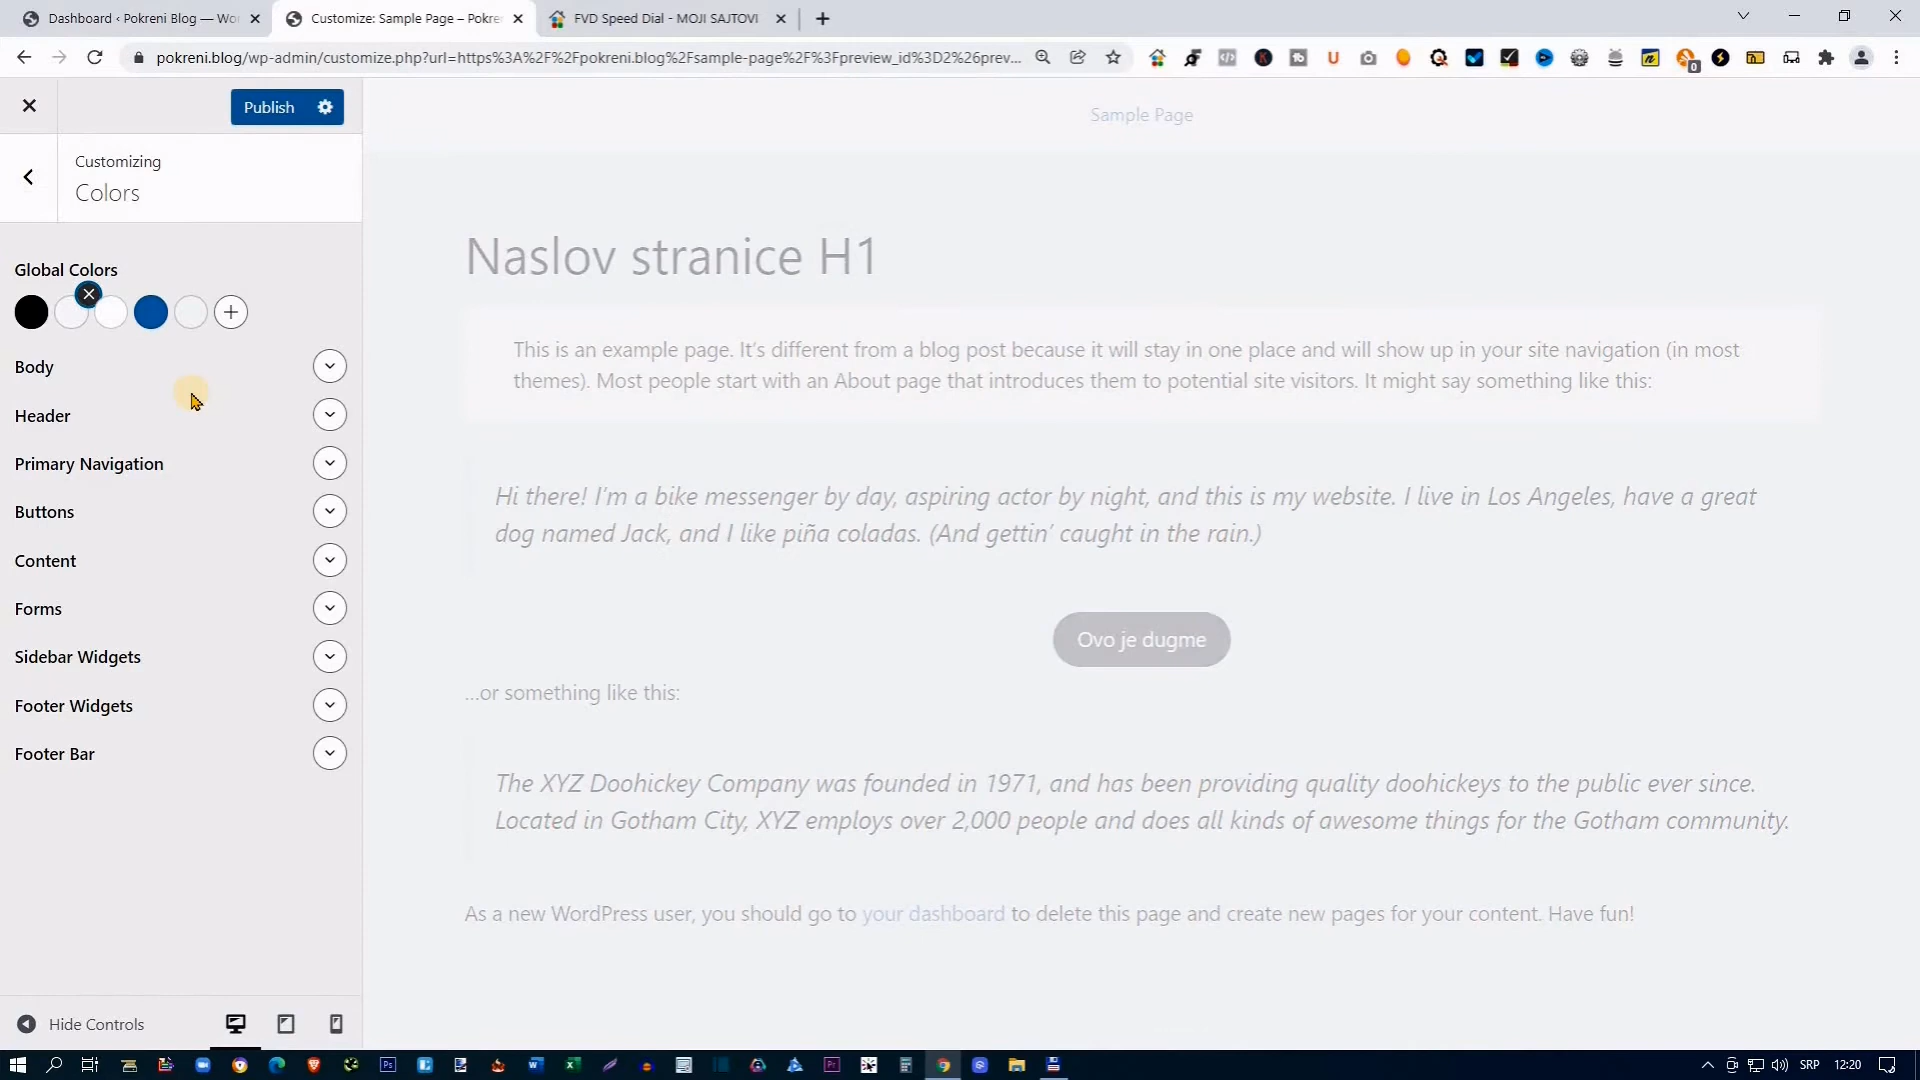 Dashboard ‹ Pokreni Blog — Wor
Customize: Sample Page – Pokre
FVD Speed Dial - MOJI SAJTOVI
pokreni.blog/wp-admin/customize.php?url=https%3A%2F%2Fpokreni.blog%2Fsample-page%2F%3Fpreview_id%3D2%26prev...
Publish
Customizing
Colors
Global Colors
Body
Header
Primary Navigation
Buttons
Content
Forms
Sidebar Widgets
Footer Widgets
Footer Bar
Hide Controls
Sample Page
Naslov stranice H1
This is an example page. It’s different from a blog post because it will stay in one place and will show up in your site navigation (in most
themes). Most people start with an About page that introduces them to potential site visitors. It might say something like this:
Hi there! I’m a bike messenger by day, aspiring actor by night, and this is my website. I live in Los Angeles, have a great
dog named Jack, and I like piña coladas. (And gettin’ caught in the rain.)
Ovo je dugme
...or something like this:
The XYZ Doohickey Company was founded in 1971, and has been providing quality doohickeys to the public ever since.
Located in Gotham City, XYZ employs over 2,000 people and does all kinds of awesome things for the Gotham community.
As a new WordPress user, you should go to your dashboard to delete this page and create new pages for your content. Have fun!
SRP
12:20